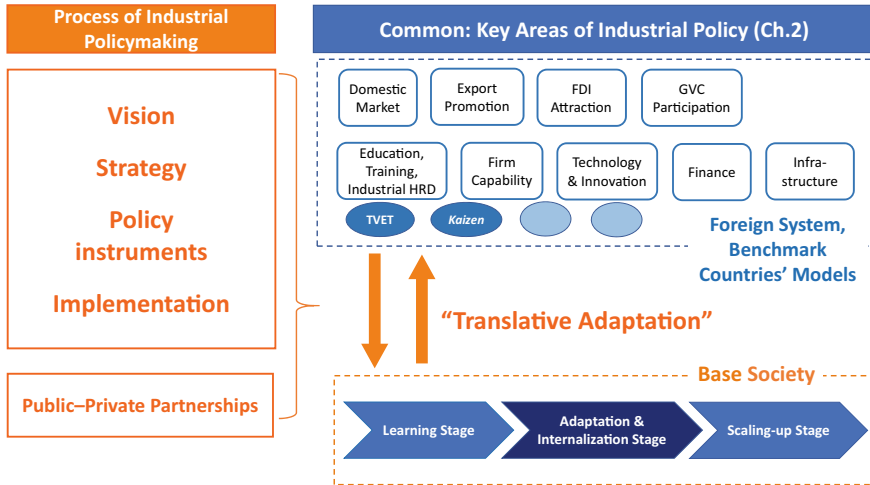 Process of Industrial
Policymaking
Common: Key Areas of Industrial Policy (Ch.2)
Vision
Strategy
Policy
instruments
Implementation
Public–Private Partnerships
Domestic
Market
Export
Promotion
FDI
Attraction
GVC
Participation
Education,
Training,
Industrial HRD
Firm
Capability
Technology
& Innovation
Finance
Infra-
structure
TVET
Kaizen
Foreign System,
Benchmark
Countries’ Models
“Translative Adaptation”
Base Society
Learning Stage
Adaptation &
Internalization Stage
Scaling-up Stage